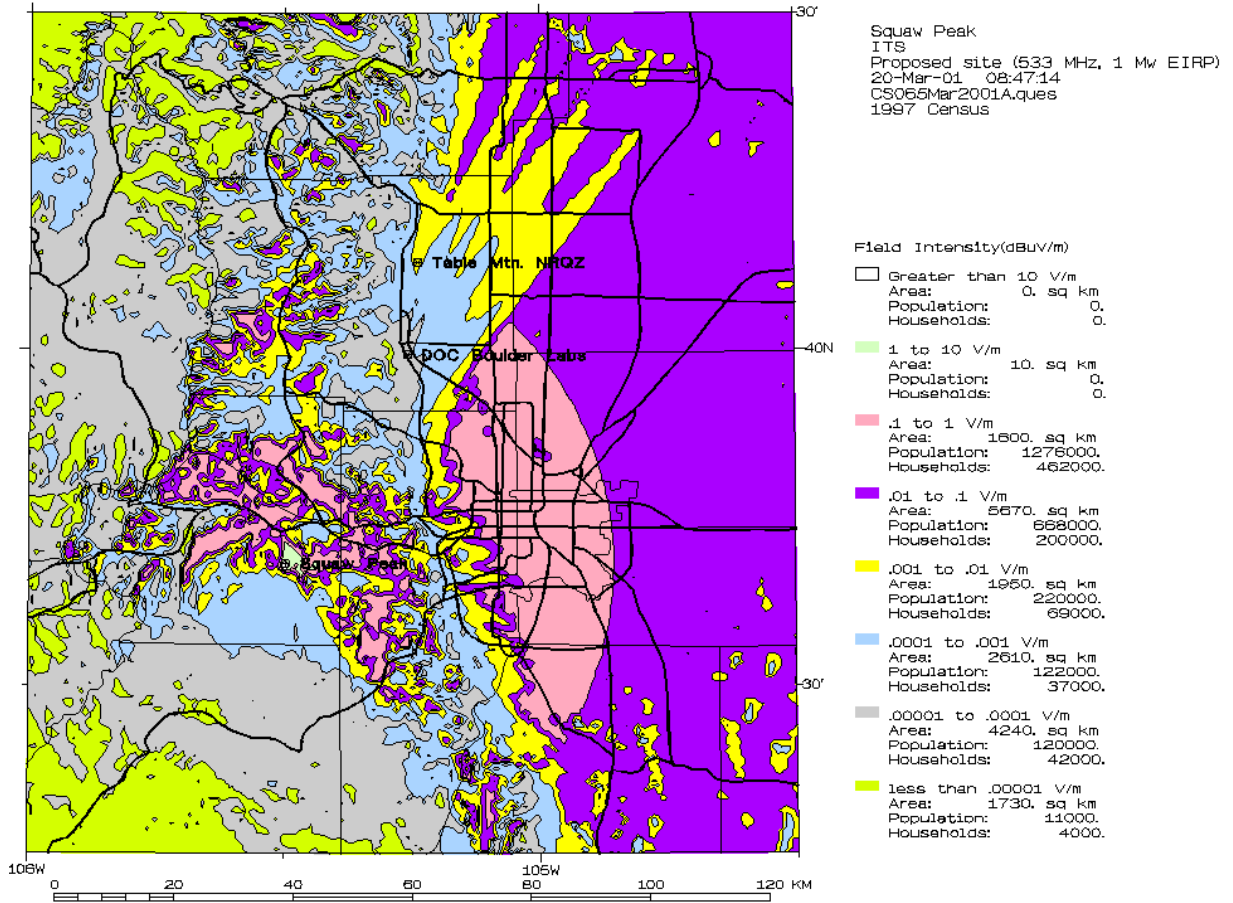 30'
Squaw Peak
ITS
Proposed site (533 MHz, 1 Mw EIRP)
20-Mar-01 08:47:14
CS065Mar2001A.ques
1997 Census
Table Mtn. NRQZ
40N
DOC Boulder Labs
Squaw Peak
30'
106W
105W
0 20 40 60 80 100 120 KM
Field Intensity(dBuV/m)
Greater than 10 V/m
Area: 0. sq km
Population: 0.
Households: 0.
1 to 10 V/m
Area: 10. sq km
Population: 0.
Households: 0.
.1 to 1 V/m
Area: 1600. sq km
Population: 1276000.
Households: 462000.
.01 to .1 V/m
Area: 5670. sq km
Population: 668000.
Households: 200000.
.001 to .01 V/m
Area: 1950. sq km
Population: 220000.
Households: 69000.
.0001 to .001 V/m
Area: 2610. sq km
Population: 122000.
Households: 37000.
.00001 to .0001 V/m
Area: 4240. sq km
Population: 120000.
Households: 42000.
less than .00001 V/m
Area: 1730. sq km
Population: 11000.
Households: 4000.